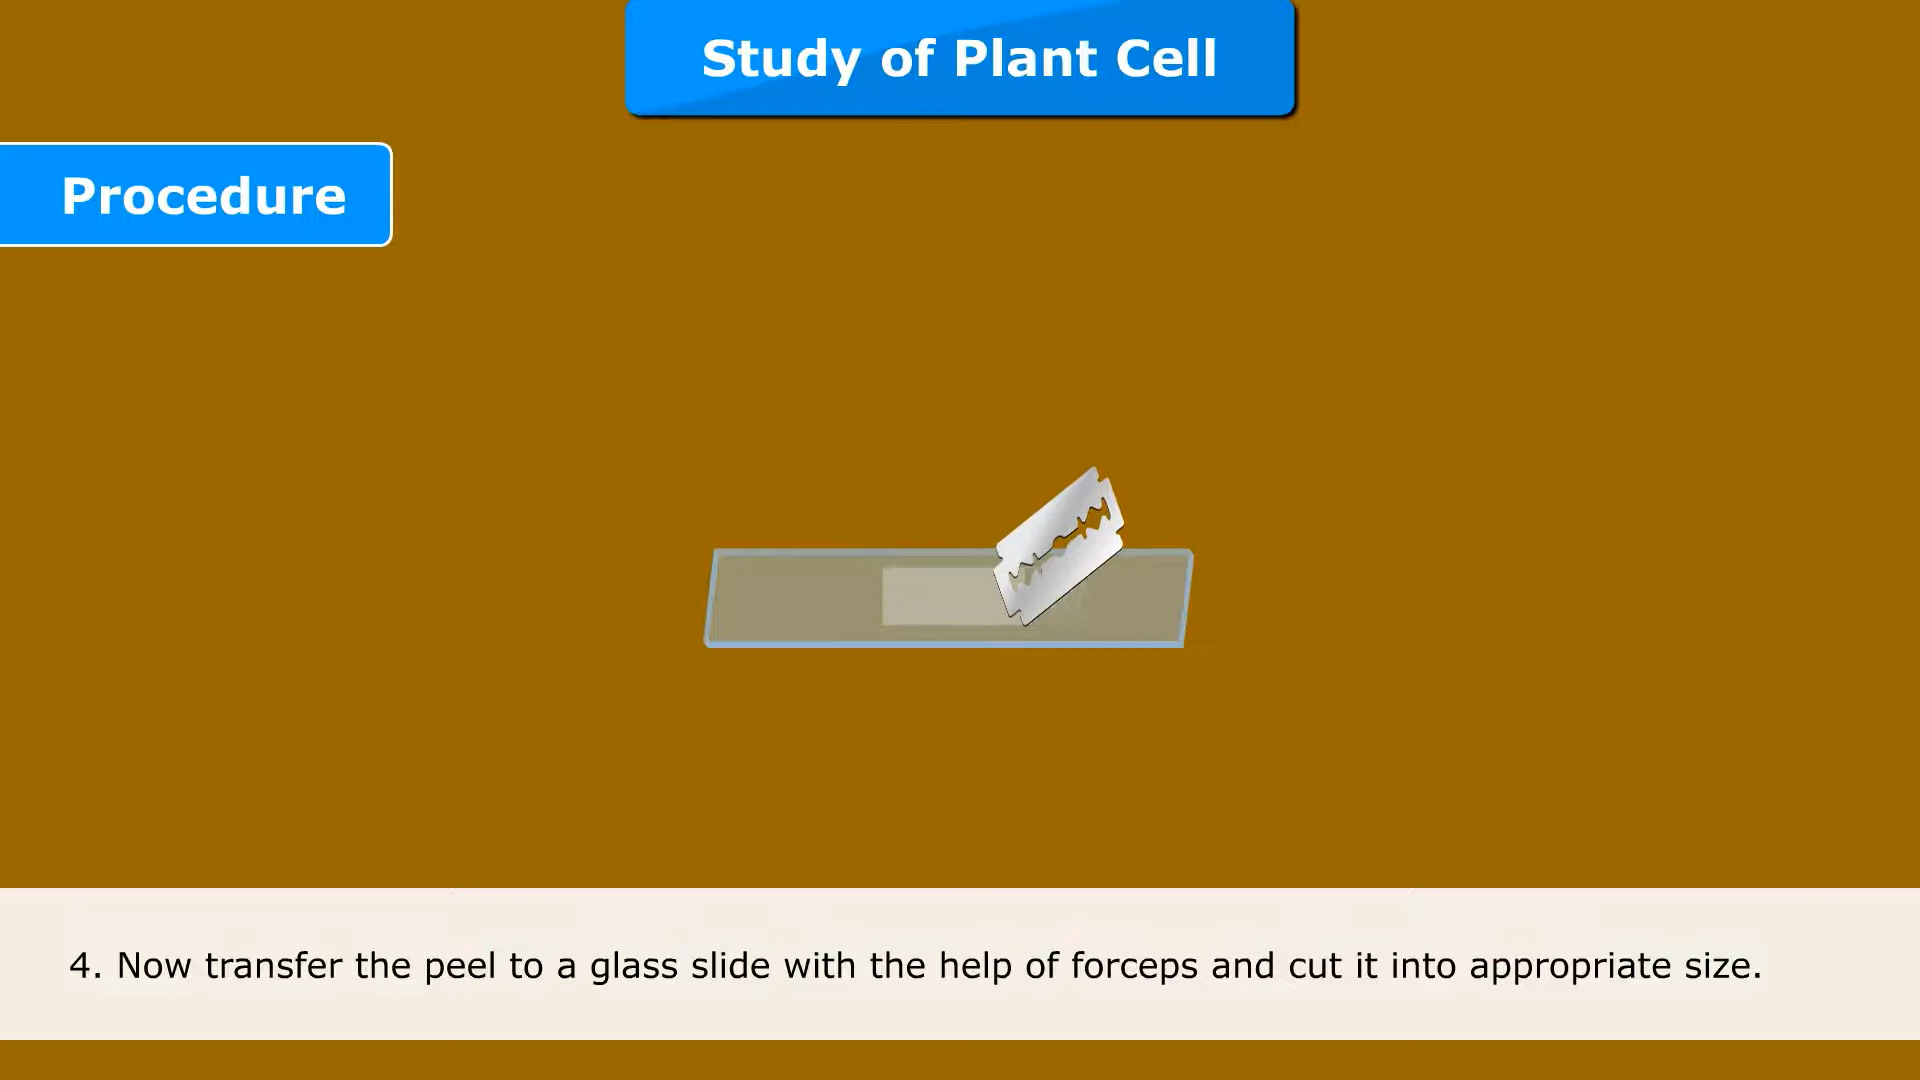 Study of Plant Cell
Procedure
4. Now transfer the peel to a glass slide with the help of forceps and cut it into appropriate size.